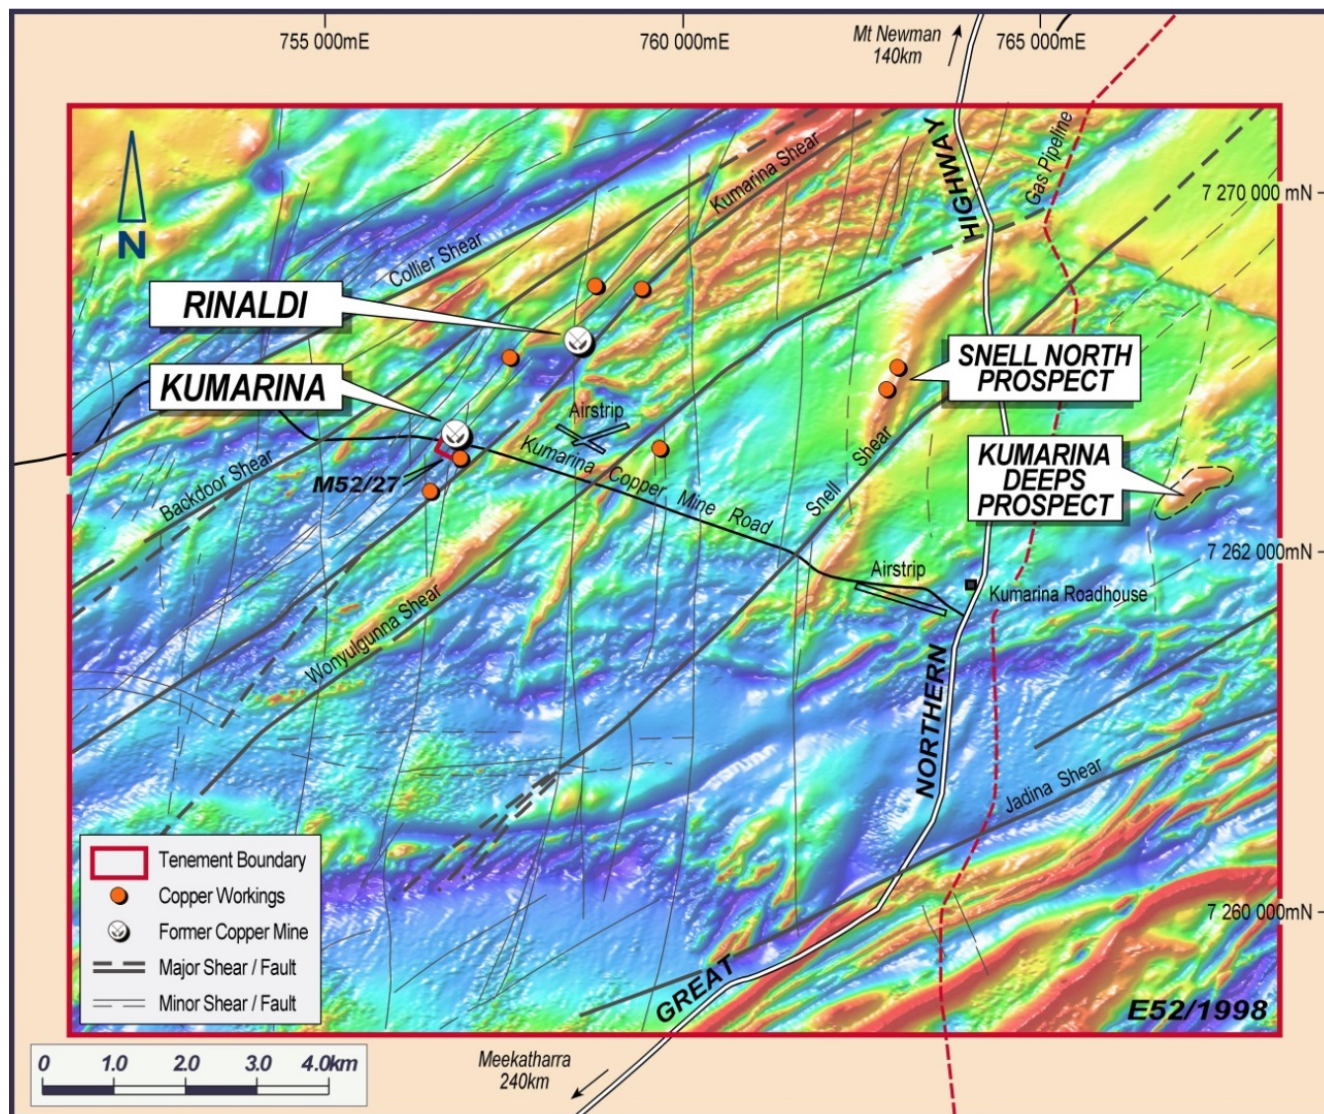 755 000mE
760 000mE
765 000mE
Mt Newman
140km
Gas Pipeline
HIGHWAY
Kumarina Shear
7 270 000 mN
N
Collier Shear
RINALDI
KUMARINA
SNELL NORTH
PROSPECT
Airstrip
Kumarina Copper Mine Road
Snell Shear
KUMARINA
DEEPS
PROSPECT
M52/27
Backdoor Shear
7 262 000mN
Airstrip
Kumarina Roadhouse
Wonyulgunna Shear
NORTHERN
Jadina Shear
Tenement Boundary
Copper Workings
Former Copper Mine
Major Shear / Fault
Minor Shear / Fault
7 260 000mN
GREAT
E52/1998
0 1.0 2.0 3.0 4.0km
Meekatharra
240km